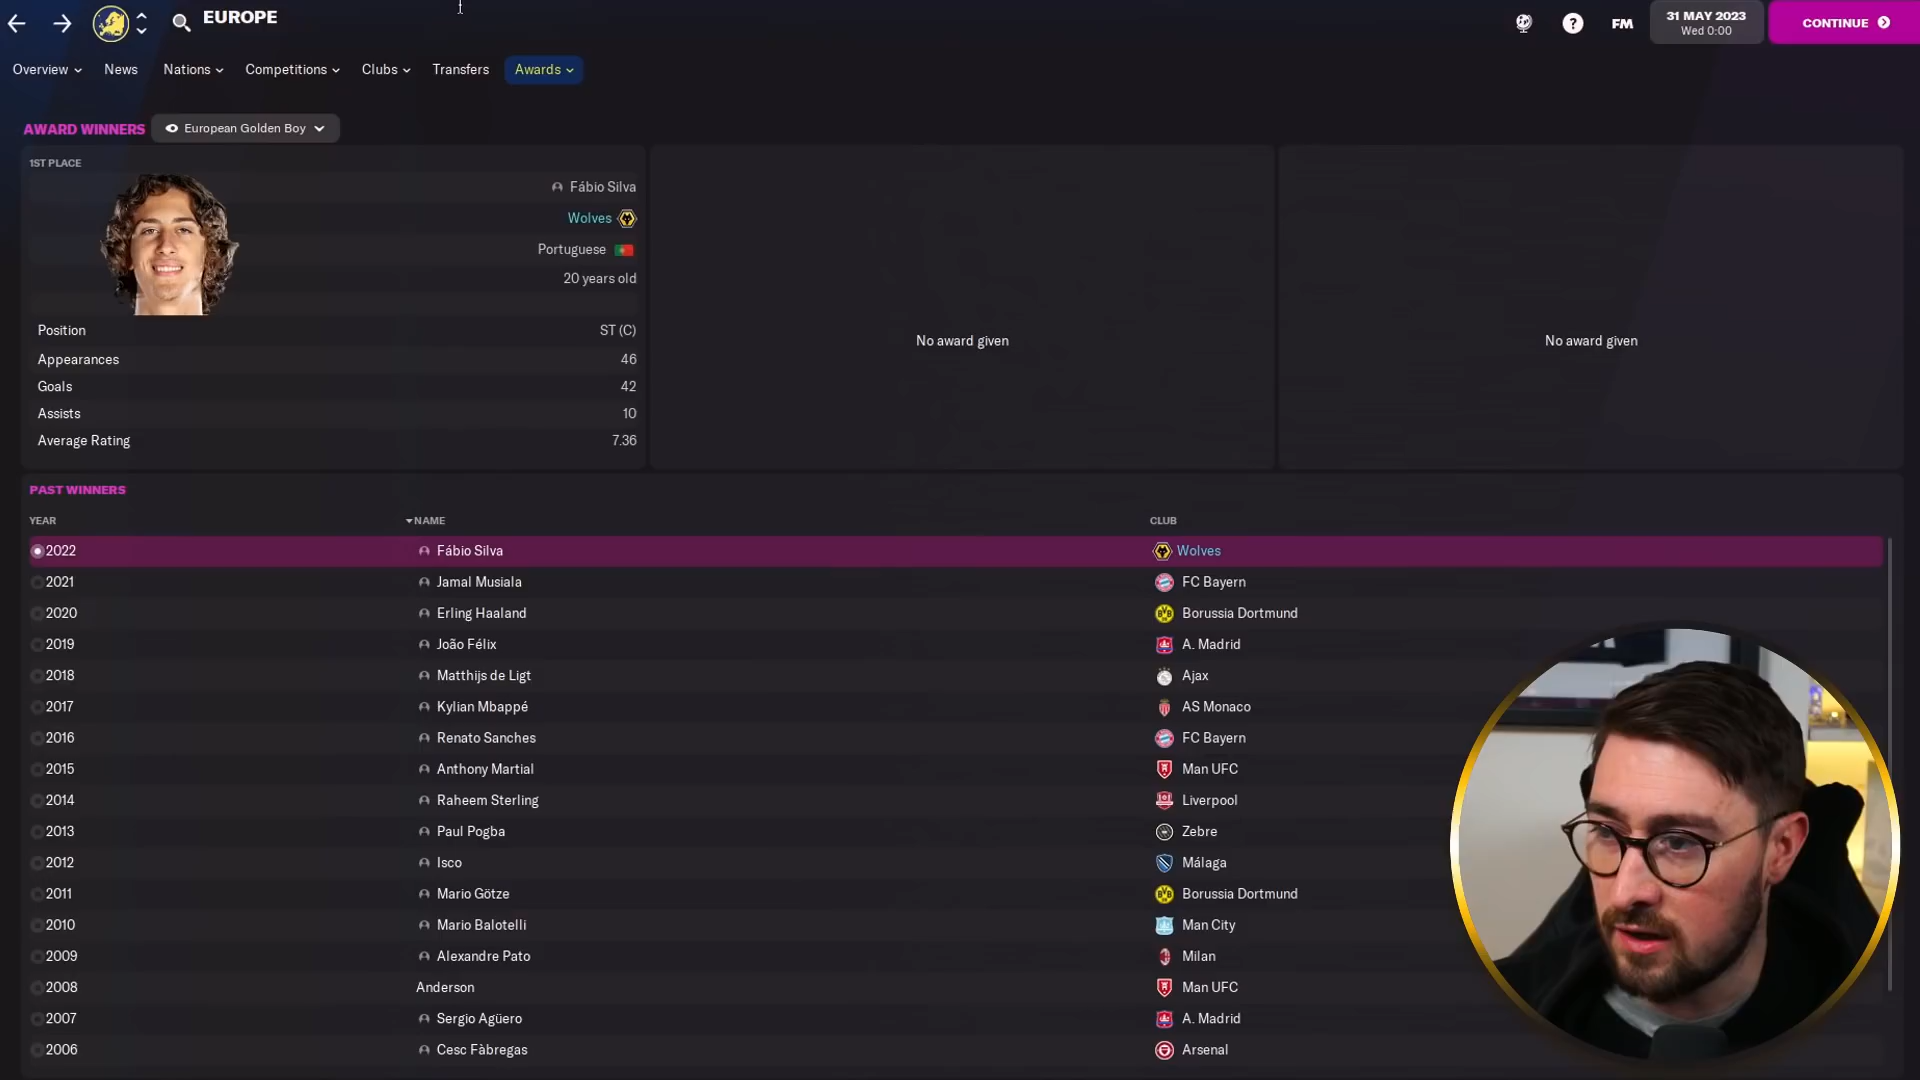 EUROPE
FM
31 MAY 2023
Wed 0:00
CONTINUE
Overview
News
Nations
Competitions
Clubs
Transfers
Awards
AWARD WINNERS
European Golden Boy
1ST PLACE
Fábio Silva
Wolves
Portuguese
20 years old
Position ST (C)
Appearances 46
Goals 42
Assists 10
Average Rating 7.36
No award given
No award given
PAST WINNERS
YEAR NAME CLUB
2022 Fábio Silva Wolves
2021 Jamal Musiala FC Bayern
2020 Erling Haaland Borussia Dortmund
2019 João Félix A. Madrid
2018 Matthijs de Ligt Ajax
2017 Kylian Mbappé AS Monaco
2016 Renato Sanches FC Bayern
2015 Anthony Martial Man UFC
2014 Raheem Sterling Liverpool
2013 Paul Pogba Zebre
2012 Isco Málaga
2011 Mario Götze Borussia Dortmund
2010 Mario Balotelli Man City
2009 Alexandre Pato Milan
2008 Anderson Man UFC
2007 Sergio Agüero A. Madrid
2006 Cesc Fàbregas Arsenal